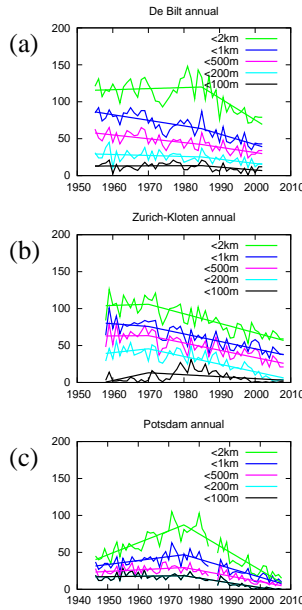 De Bilt annual
(a)
200
150
100
50
0
<2km
<1km
<500m
<200m
<100m
1950 1960 1970 1980 1990 2000 2010
Zurich-Kloten annual
(b)
200
150
100
50
0
<2km
<1km
<500m
<200m
<100m
1950 1960 1970 1980 1990 2000 2010
Potsdam annual
(c)
200
150
100
50
0
<2km
<1km
<500m
<200m
<100m
1940 1950 1960 1970 1980 1990 2000 2010